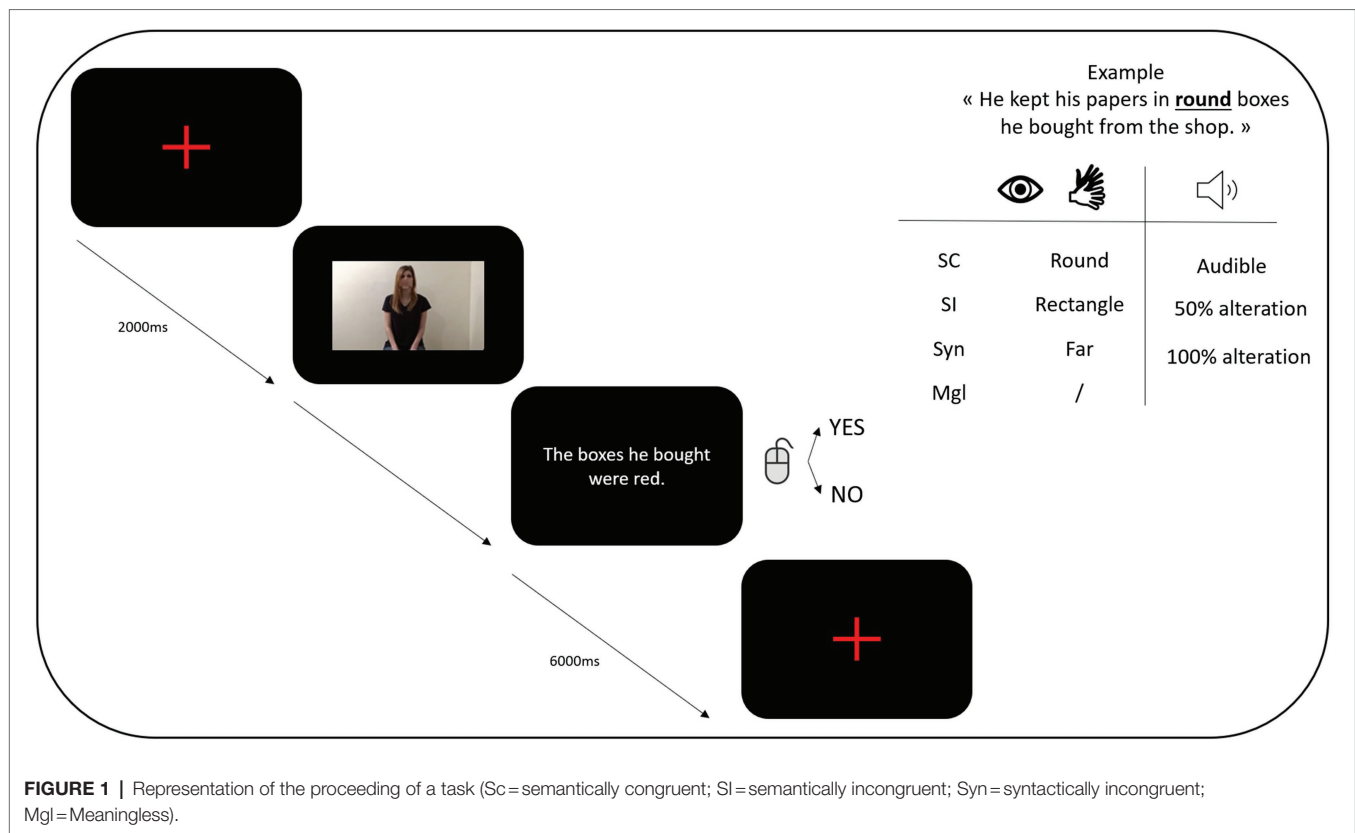 Example
« He kept his papers in round boxes
he bought from the shop. »
SC Round Audible
SI Rectangle 50% alteration
Syn Far 100% alteration
Mgl /
2000ms
The boxes he bought
were red.
YES
NO
6000ms
FIGURE 1 | Representation of the proceeding of a task (Sc = semantically congruent; SI = semantically incongruent; Syn = syntactically incongruent;
Mgl = Meaningless).